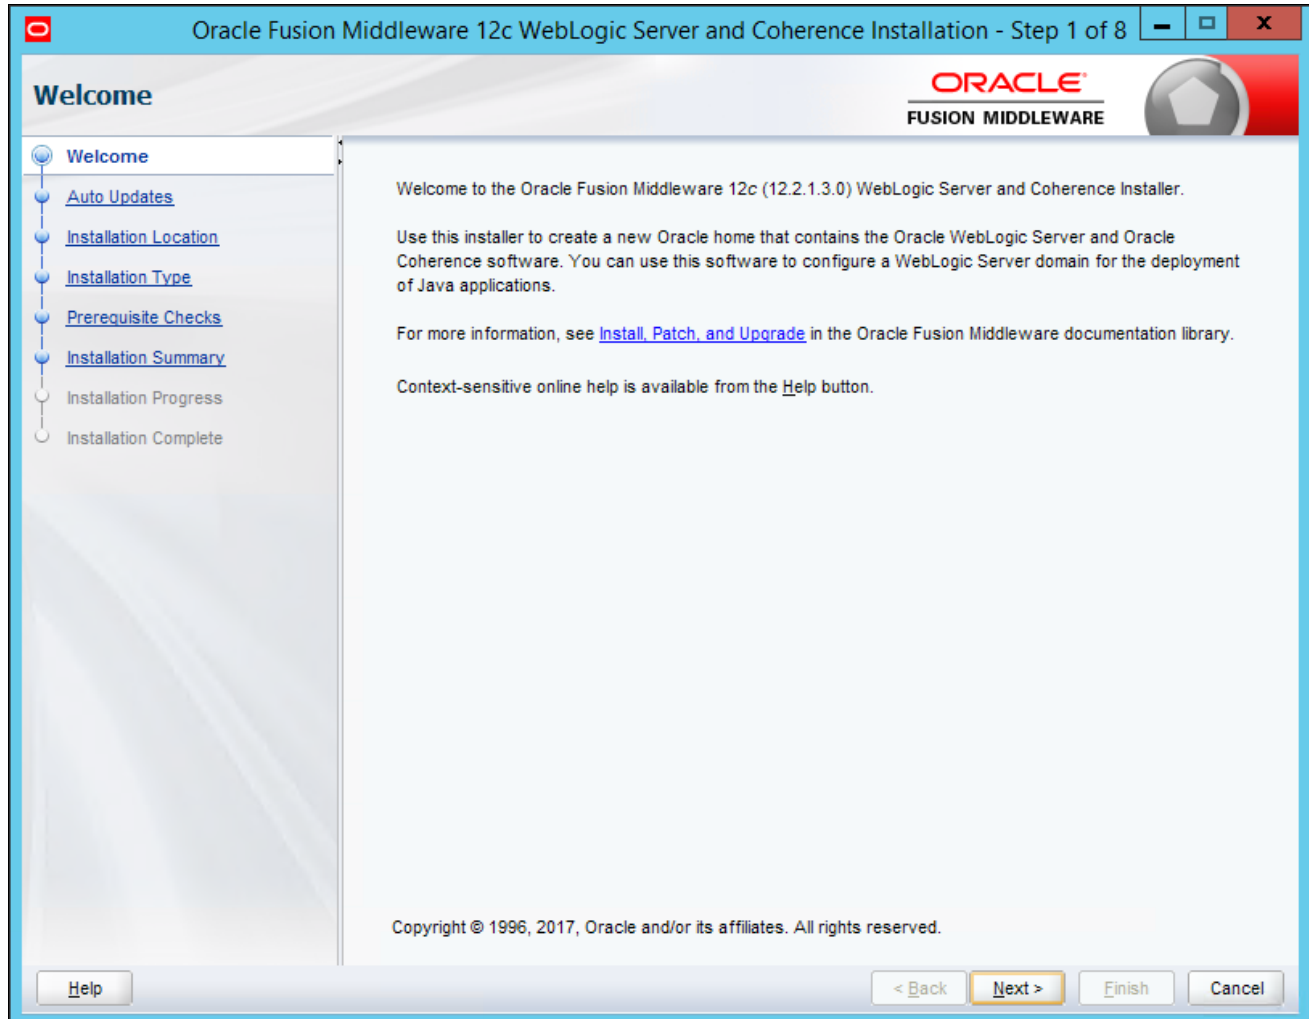 Oracle Fusion Middleware 12c WebLogic Server and Coherence Installation - Step 1 of 8
Welcome
ORACLE
FUSION MIDDLEWARE
Welcome
Auto Updates
Installation Location
Installation Type
Prerequisite Checks
Installation Summary
Installation Progress
Installation Complete
Welcome to the Oracle Fusion Middleware 12c (12.2.1.3.0) WebLogic Server and Coherence Installer.
Use this installer to create a new Oracle home that contains the Oracle WebLogic Server and Oracle
Coherence software. You can use this software to configure a WebLogic Server domain for the deployment
of Java applications.
For more information, see Install, Patch, and Upgrade in the Oracle Fusion Middleware documentation library.
Context-sensitive online help is available from the Help button.
Copyright © 1996, 2017, Oracle and/or its affiliates. All rights reserved.
Help
< Back
Next >
Finish
Cancel